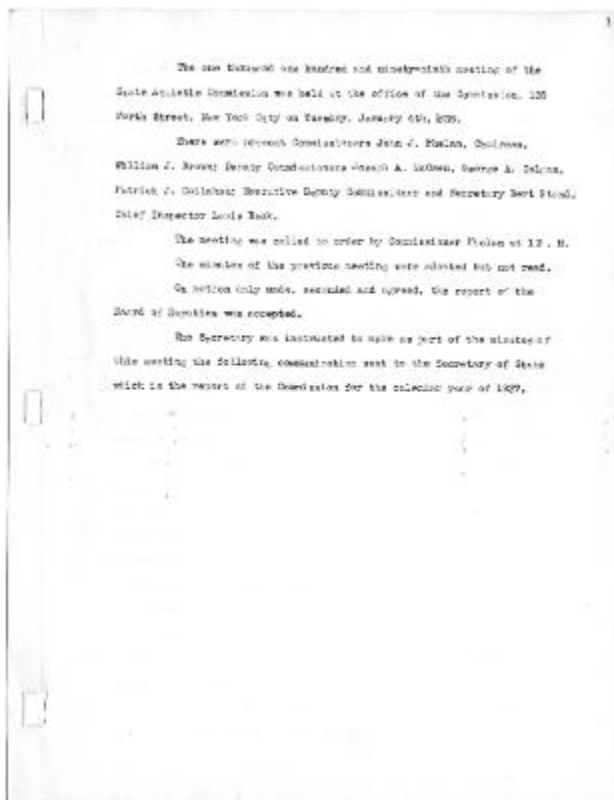 1
The one thousand one hundred and ninety-ninth meeting of the
State Athletic Commission was held at the office of the Commission, 
Worth Street, New York City on Tuesday, January 4th, 1938.
There were present Commissioners John J. Phelan, Chairman,
William J. Brown; Deputy Commissioners Joseph A. George A.
Patrick J. Callahan; Executive Deputy Commissioner and Secretary Bert Stand,
Chief Inspector Louis Beck.
The meeting was called to order by Commissioner Phelan at 1 P. M.
The minutes of the previous meeting were adopted but not read.
On motion duly made, seconded and agreed, the report of the
Board of Deputies was accepted.
The Secretary was instructed to make as part of the minutes of
this meeting the following communication sent to the Secretary of State
which is the report of the Commission for the calendar year of 1937.